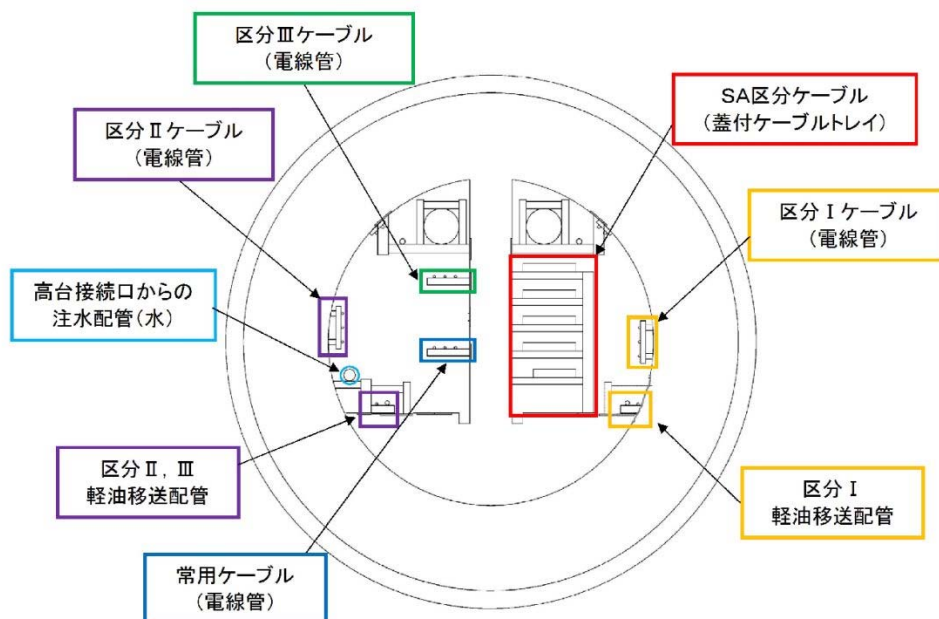 区分Ⅲケーブル
（電線管）
SA区分ケーブル
（蓋付ケーブルトレイ）
区分Ⅱケーブル
（電線管）
区分Ⅰケーブル
（電線管）
高台接続口からの
注水配管（水）
区分Ⅱ，Ⅲ
軽油移送配管
区分Ⅰ
軽油移送配管
常用ケーブル
（電線管）